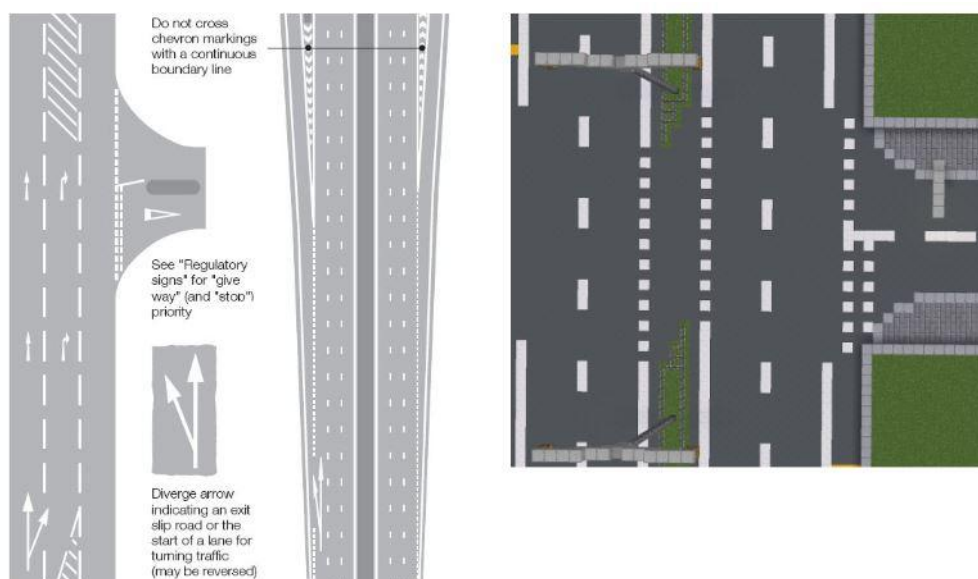 Do not cross
chevron markings
with a continuous
boundary line
See "Regulatory
signs" for "give
way" (and "stop")
priority
Diverge arrow
indicating an exit
slip road or the
start of a lane for
turning traffic
(may be reversed)